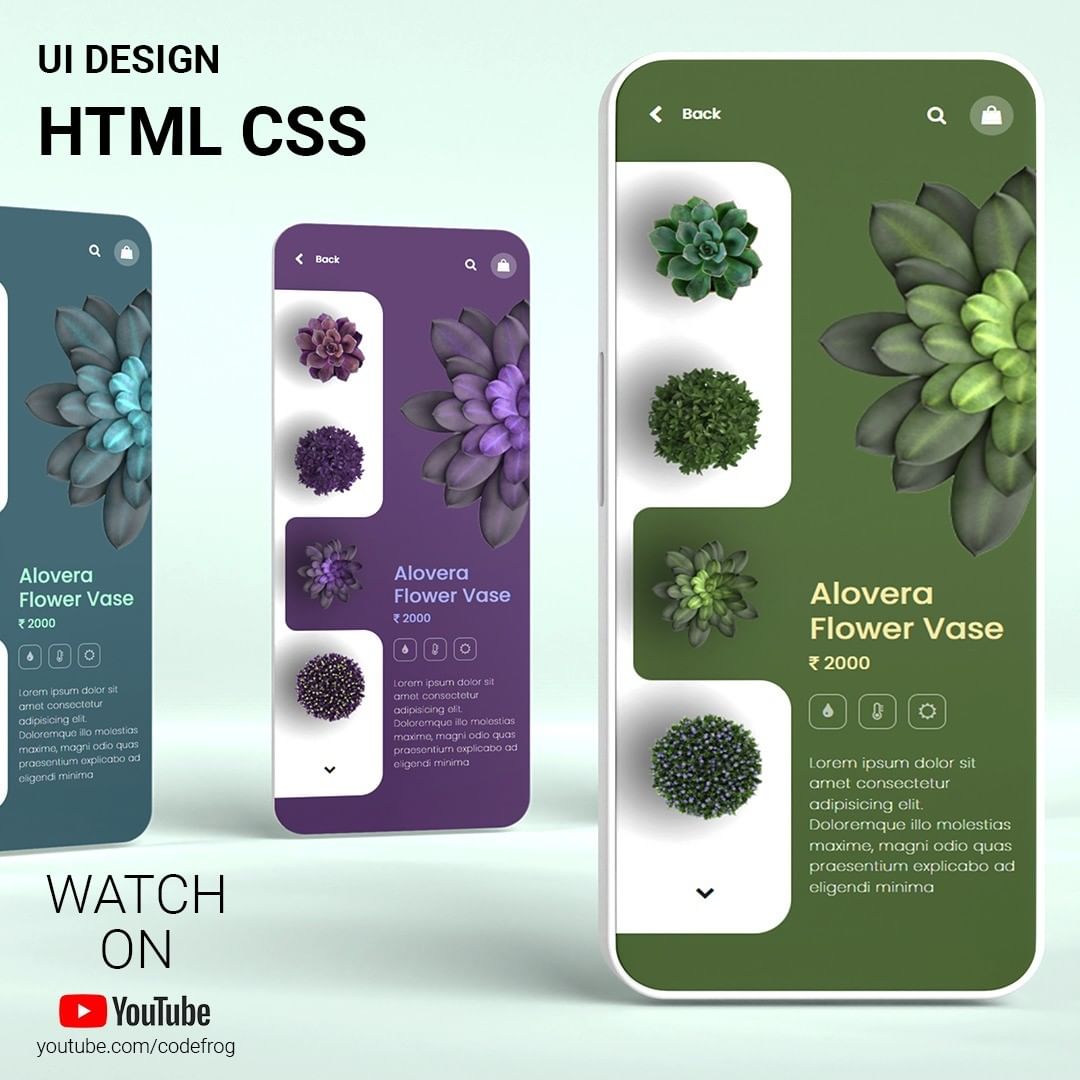 UI DESIGN
HTML CSS
Back
Alovera
Flower Vase
₹ 2000
Lorem ipsum dolor sit
amet consectetur
adipisicing elit.
Doloremque illo molestias
maxime, magni odio quas
praesentium explicabo ad
eligendi minima
Back
Alovera
Flower Vase
₹ 2000
Lorem ipsum dolor sit
amet consectetur
adipisicing elit.
Doloremque illo molestias
maxime, magni odio quas
praesentium explicabo ad
eligendi minima
Alovera
Flower Vase
₹ 2000
Lorem ipsum dolor sit
amet consectetur
adipisicing elit.
Doloremque illo molestias
maxime, magni odio quas
praesentium explicabo ad
eligendi minima
WATCH
ON
YouTube
youtube.com/codefrog